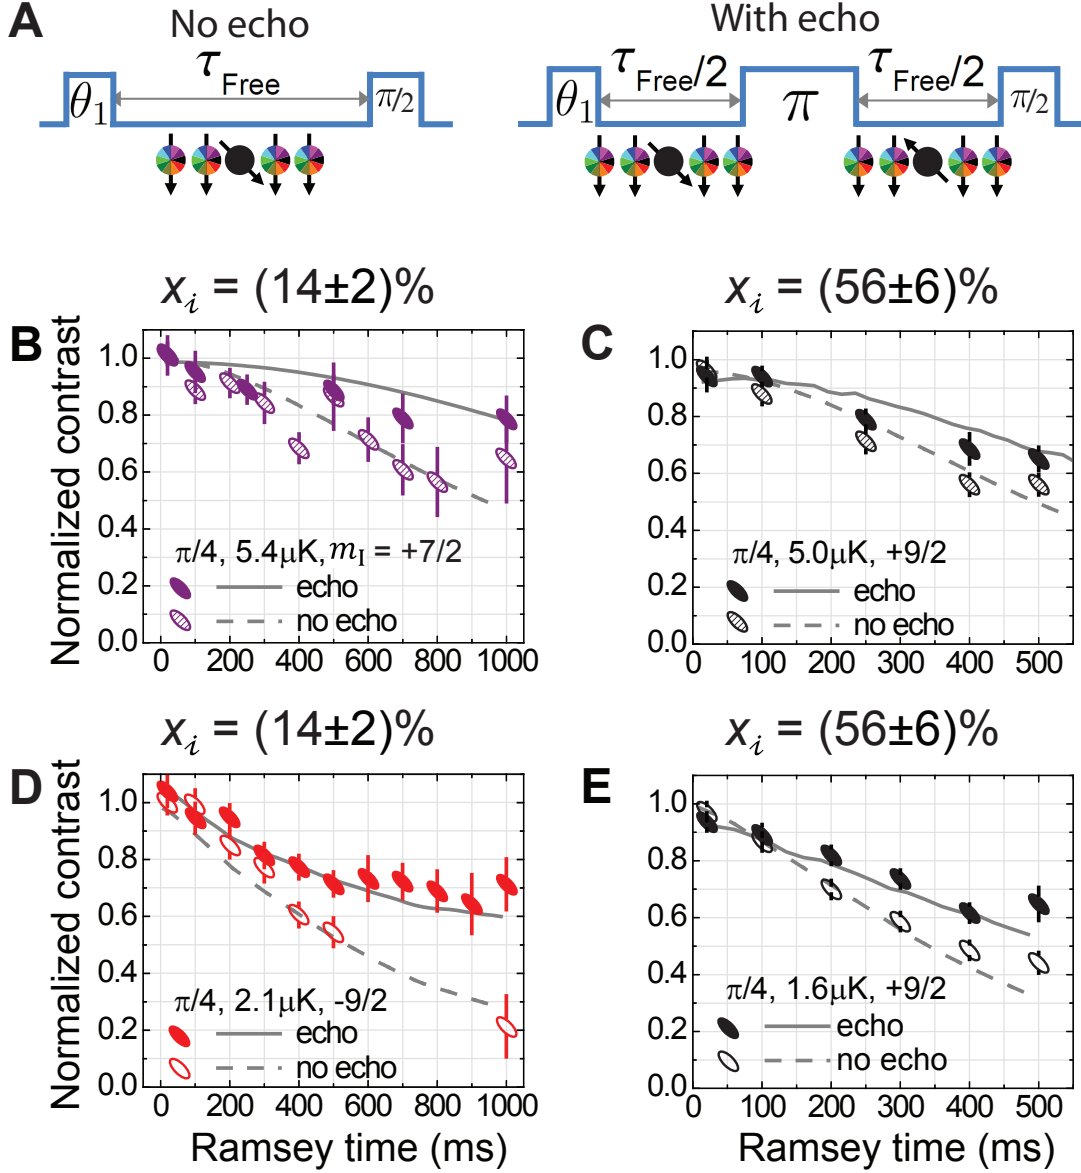 A
No echo
With echo
θ1
τFree
π/2
θ1
τFree/2
π
τFree/2
π/2
xi = (14±2)%
xi = (56±6)%
B
Normalized contrast
1.0
0.8
0.6
0.4
0.2
0.0
π/4, 5.4μK, mI = +7/2
echo
no echo
0 200 400 600 800 1000
C
1.0
0.8
0.6
0.4
0.2
0.0
π/4, 5.0μK, +9/2
echo
no echo
0 100 200 300 400 500
xi = (14±2)%
xi = (56±6)%
D
Normalized contrast
1.0
0.8
0.6
0.4
0.2
0.0
π/4, 2.1μK, -9/2
echo
no echo
0 200 400 600 800 1000
Ramsey time (ms)
E
1.0
0.8
0.6
0.4
0.2
0.0
π/4, 1.6μK, +9/2
echo
no echo
0 100 200 300 400 500
Ramsey time (ms)